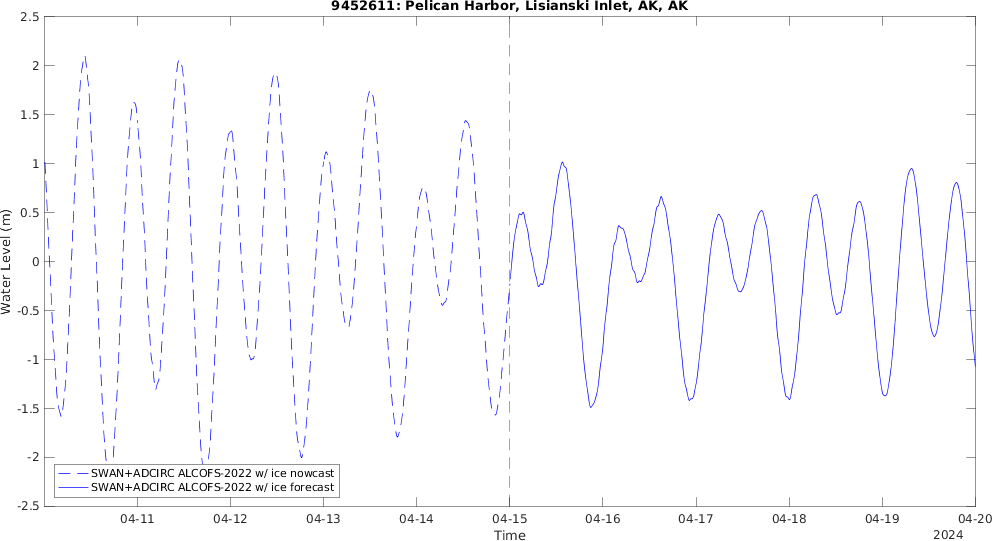 9452611: Pelican Harbor, Lisianski Inlet, AK, AK
2.5
2
1.5
1
0.5
0
-0.5
-1
-1.5
-2
-2.5
Water Level (m)
SWAN+ADCIRC ALCOFS-2022 w/ ice nowcast
SWAN+ADCIRC ALCOFS-2022 w/ ice forecast
04-11 04-12 04-13 04-14 04-15 04-16 04-17 04-18 04-19 04-20
Time
2024